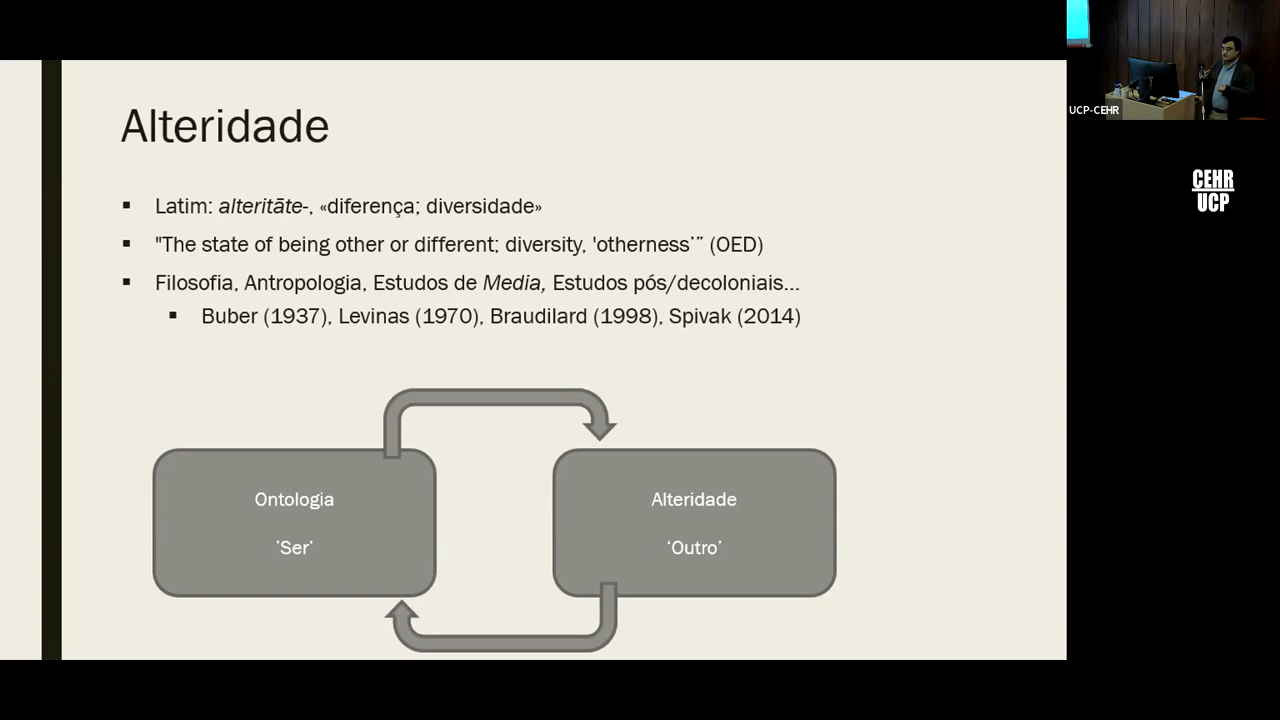 Alteridade
Latim: alteritāte-, «diferença; diversidade»
"The state of being other or different; diversity, 'otherness'” (OED)
Filosofia, Antropologia, Estudos de Media, Estudos pós/decoloniais...
Buber (1937), Levinas (1970), Braudilard (1998), Spivak (2014)
Ontologia
'Ser'
Alteridade
‘Outro’
UCP-CEHR
CEHR
UCP